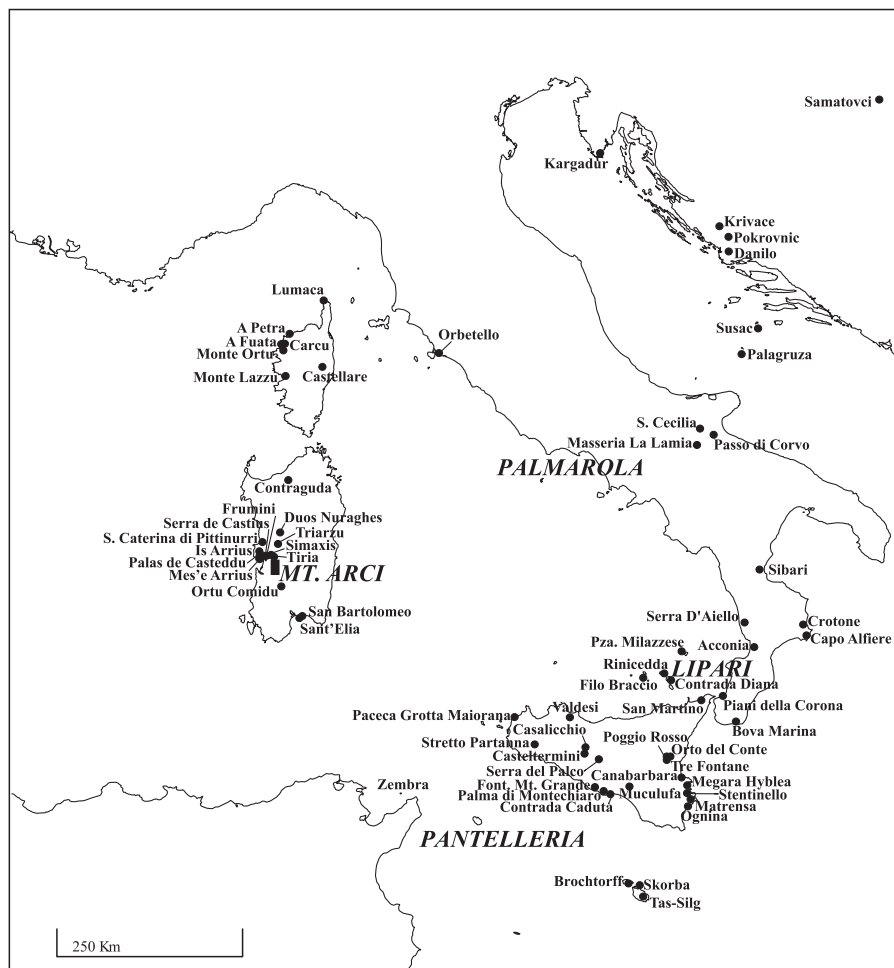 Samatovci
Kargadur
Krivace
Pokrovnic
Danilo
Lumaca
A Petra
A Fuata
Carcu
Monte Ortu
Orbetello
Susac
Palagruza
Monte Lazzu
Castellare
S. Cecilia
Passo di Corvo
Masseria La Lamia
PALMAROLA
Contraguda
Frumini
Serra de Castius
Duos Nuraghes
S. Caterina di Pittinurri
Triarzu
Is Arrius
Simaxis
Palas de Casteddu
Tiria
Mes'e Arrius
MT. ARCI
Ortu Comidu
Sibari
San Bartolomeo
Sant'Elia
Serra D'Aiello
Crotone
Capo Alfiere
Pza. Milazzese
Acconia
Rinicedda
LIPARI
Filo Braccio
Contrada Diana
San Martino
Piani della Corona
Valdesi
Paceca Grotta Maiorana
Bova Marina
Casalicchio
Poggio Rosso
Stretto Partanna
Orto del Conte
Casteltermini
Tre Fontane
Serra del Palco
Canabarbara
Megara Hyblea
Zembra
Font. Mt. Grande
Stentinello
Palma di Montechiaro
Muculufa
Matrensa
Contrada Caduta
Ognina
PANTELLERIA
Brochtorff
Skorba
Tas-Silg
250 Km